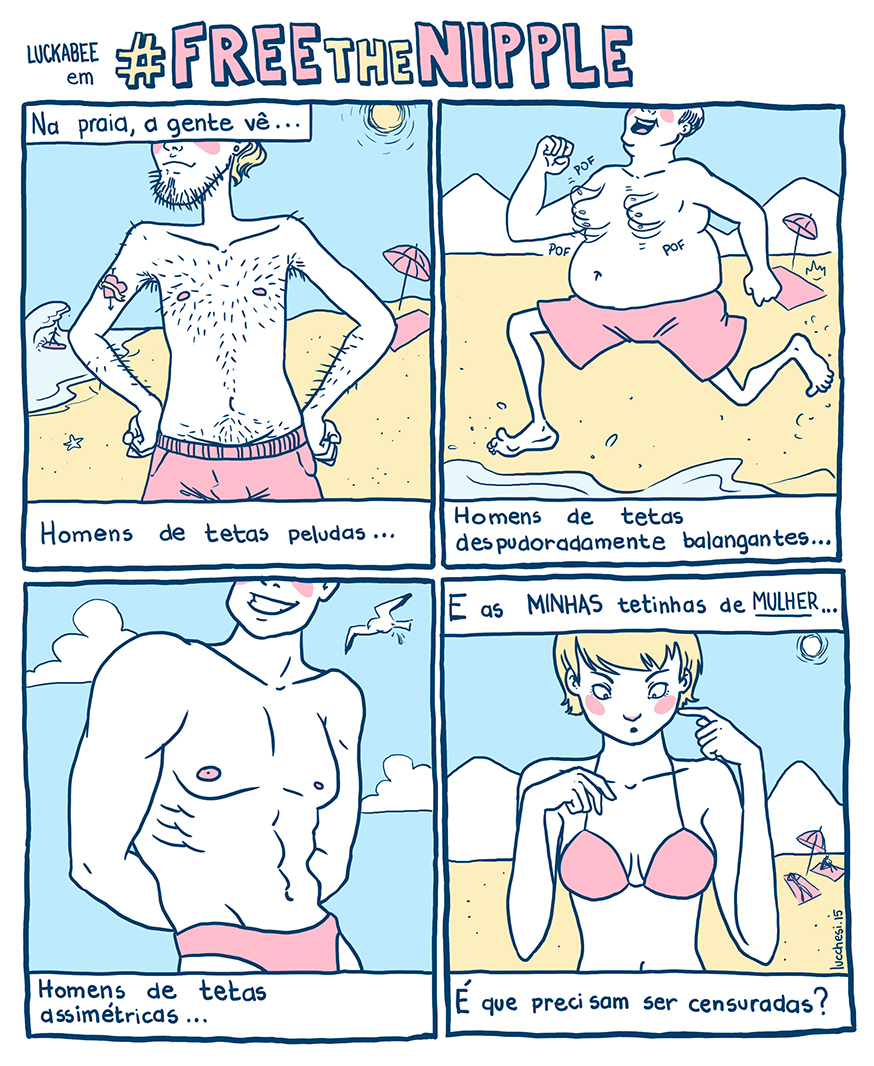 LUCKABEE
em
#FREETHENIPPLE
Na praia, a gente vê...
Homens de tetas peludas...
POF
POF
POF
Homens de tetas
despudoradamente balangantes...
Homens de tetas
assimétricas...
E as MINHAS tetinhas de MULHER...
É que precisam ser censuradas?
lucchesi.15